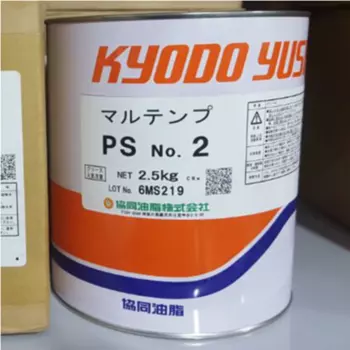 KYODO YUS
マルテンプ
PS No. 2
NET 2.5kg
LOT No. 6MS219
協同油脂株式会社
協同油脂